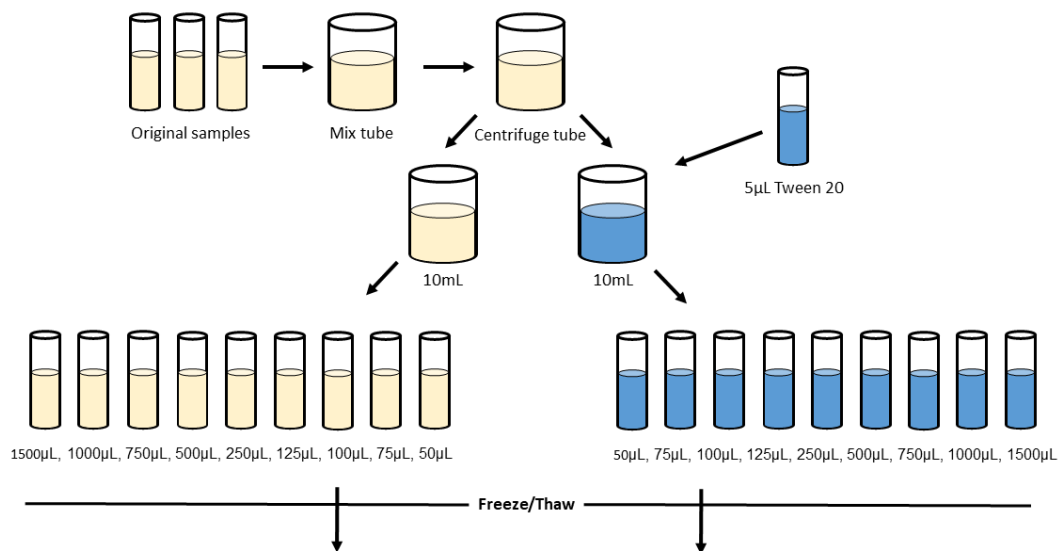 Original samples
Mix tube
Centrifuge tube
5µL Tween 20
10mL
10mL
1500µL, 1000µL, 750µL, 500µL, 250µL, 125µL, 100µL, 75µL, 50µL
50µL, 75µL, 100µL, 125µL, 250µL, 500µL, 750µL, 1000µL, 1500µL
Freeze/Thaw